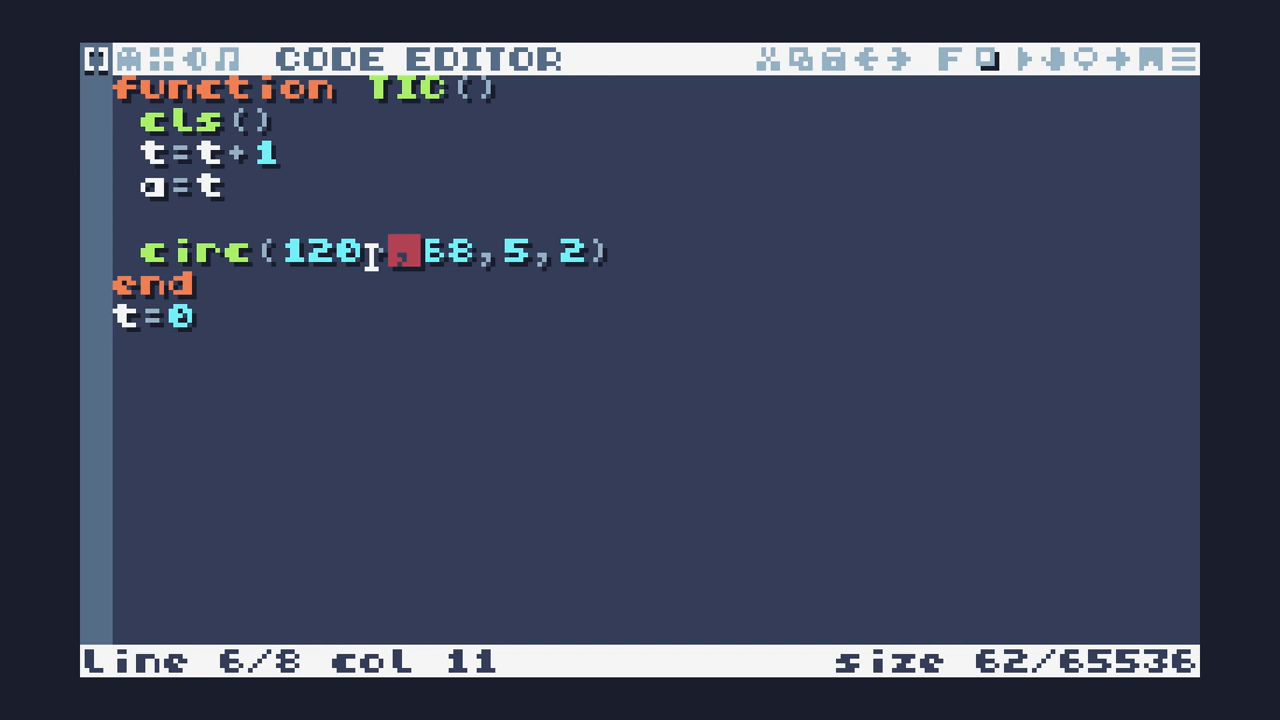 CODE EDITOR
function TIC()
cls()
t=t+1
a=t
circ(120+,68,5,2)
end
t=0
line 6/8 col 11
size 62/65536